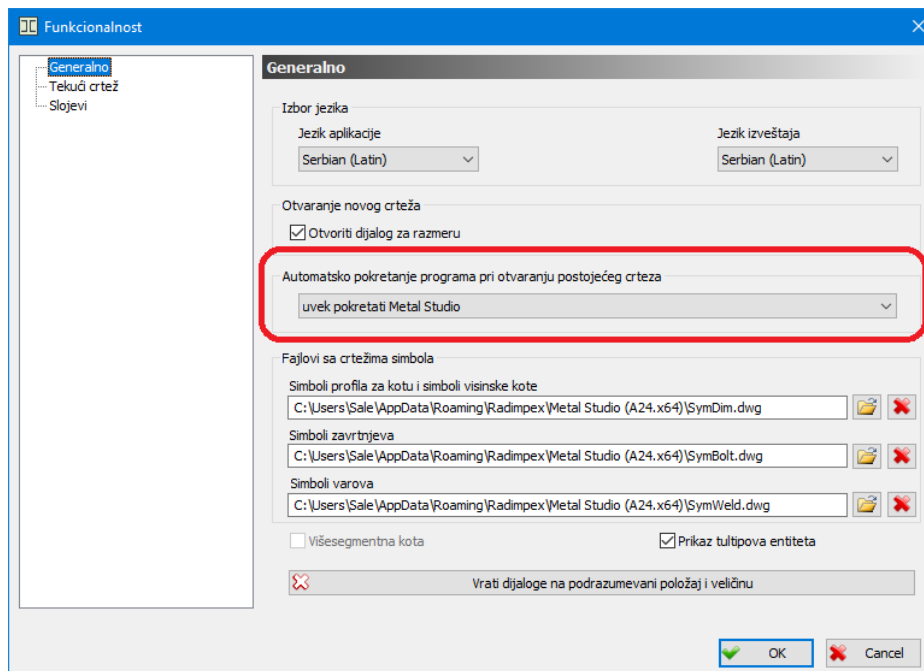 Funkcionalnost
Generalno
Tekući crtež
Slojevi
Generalno
Izbor jezika
Jezik aplikacije
Jezik izveštaja
Serbian (Latin)
Serbian (Latin)
Otvaranje novog crteža
Otvoriti dijalog za razmeru
Automatsko pokretanje programa pri otvaranju postojećeg crteza
uvek pokretati Metal Studio
Fajlovi sa crtežima simbola
Simboli profila za kotu i simboli visinske kote
C:\Users\Sale\AppData\Roaming\Radimpex\Metal Studio (A24.x64)\SymDim.dwg
Simboli zavrtnjeva
C:\Users\Sale\AppData\Roaming\Radimpex\Metal Studio (A24.x64)\SymBolt.dwg
Simboli varova
C:\Users\Sale\AppData\Roaming\Radimpex\Metal Studio (A24.x64)\SymWeld.dwg
Višesegmentna kota
Prikaz tultipova entiteta
Vrati dijaloge na podrazumevani položaj i veličinu
OK
Cancel